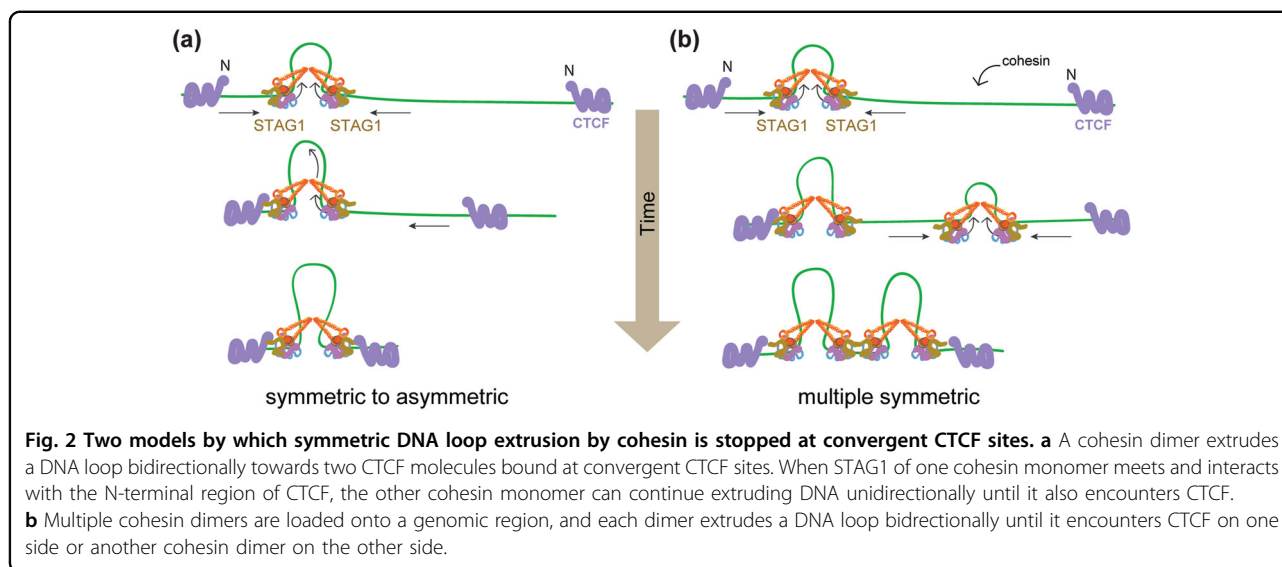 (a)
(b)
N
N
N
cohesin
N
STAG1 STAG1
CTCF
STAG1 STAG1
CTCF
Time
symmetric to asymmetric
multiple symmetric
Fig. 2 Two models by which symmetric DNA loop extrusion by cohesin is stopped at convergent CTCF sites. a A cohesin dimer extrudes
a DNA loop bidirectionally towards two CTCF molecules bound at convergent CTCF sites. When STAG1 of one cohesin monomer meets and interacts
with the N-terminal region of CTCF, the other cohesin monomer can continue extruding DNA unidirectionally until it also encounters CTCF.
b Multiple cohesin dimers are loaded onto a genomic region, and each dimer extrudes a DNA loop bidrectionally until it encounters CTCF on one
side or another cohesin dimer on the other side.